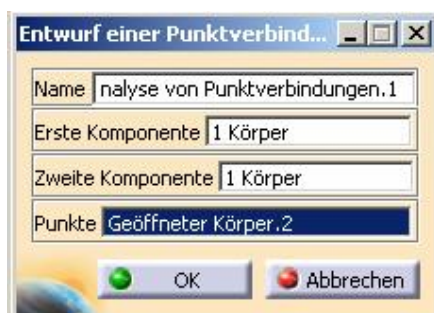 Entwurf einer Punktverbind...
Name nalyse von Punktverbindungen.1
Erste Komponente 1 Körper
Zweite Komponente 1 Körper
Punkte Geöffneter Körper.2
OK Abbrechen